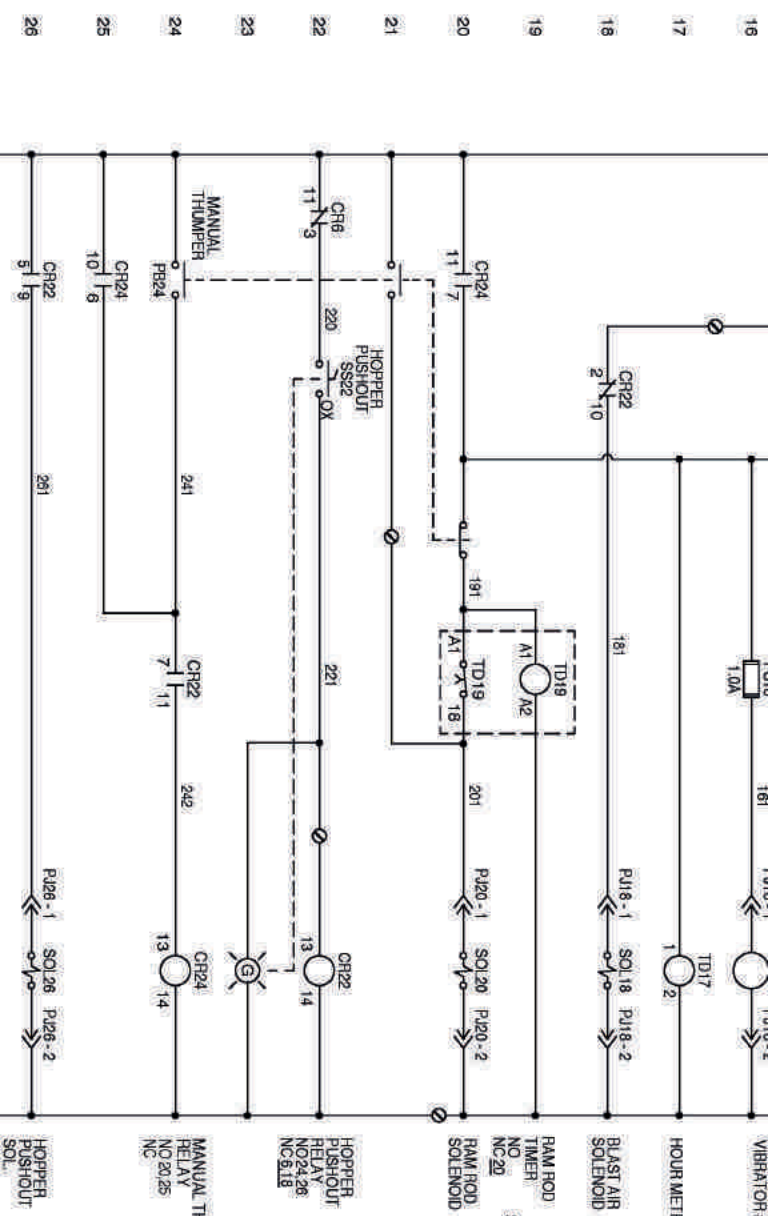 16
17
18
19
20
21
22
23
24
25
26
1.0A
161
VIBRATOR
TD17
1
2
HOUR METE
CR22
2
10
181
PJ18 - 1
SOL18
PJ18 - 2
BLAST AIR
SOLENOID
TD19
A1
A2
RAM ROD
TIMER
NO
NC 20
CR24
11
7
191
TD19
A1
18
201
PJ20 - 1
SOL20
PJ20 - 2
RAM ROD
SOLENOID
CR6
11
3
220
HOPPER
PUSHOUT
SS22
OX
221
CR22
13
14
HOPPER
PUSHOUT
RELAY
NO 24,26
NC 6,18
G
MANUAL
THUMPER
PB24
241
CR22
7
11
242
CR24
13
14
MANUAL TH
RELAY
NO 20,25
NC
CR24
10
6
CR22
5
9
261
PJ26 - 1
SOL26
PJ26 - 2
HOPPER
PUSHOUT
SOL.